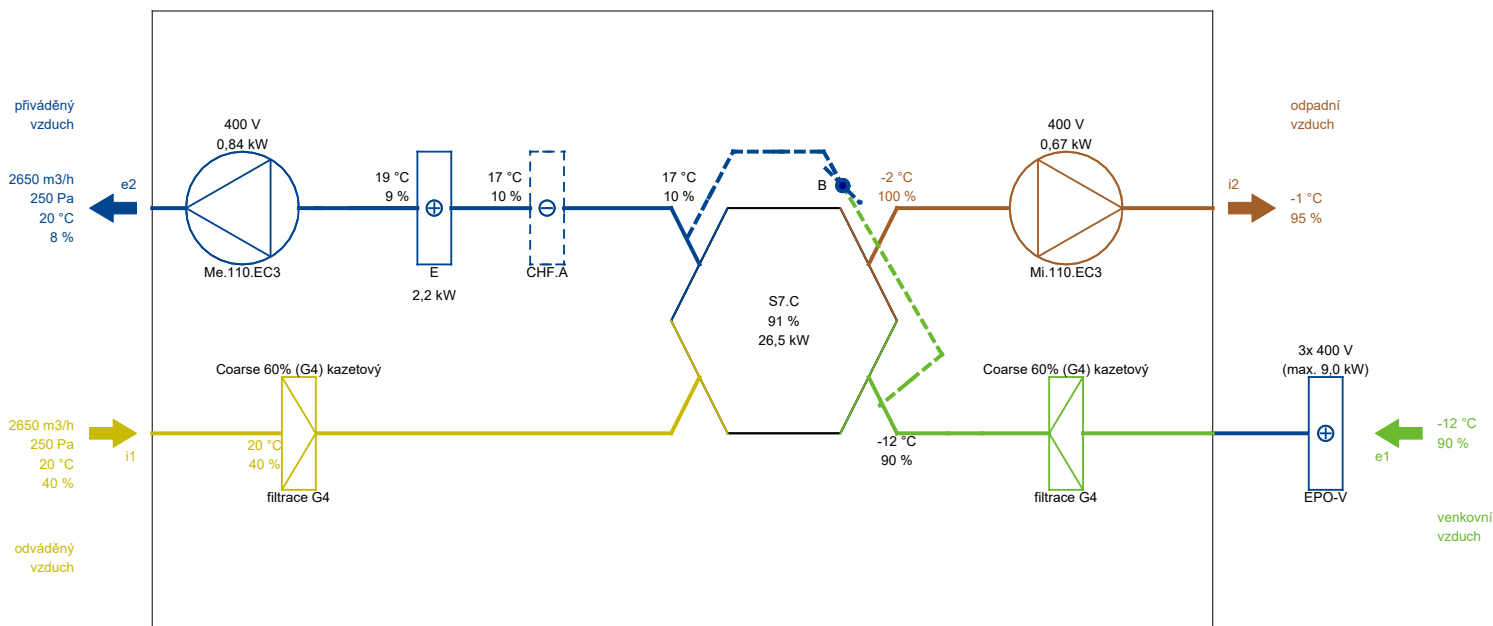 přiváděný
vzduch
2650 m3/h
250 Pa
20 °C
8 %
e2
400 V
0,84 kW
Me.110.EC3
19 °C
9 %
E
2,2 kW
17 °C
10 %
CHF.A
17 °C
10 %
B
-2 °C
100 %
400 V
0,67 kW
Mi.110.EC3
i2
odpadní
vzduch
-1 °C
95 %
S7.C
91 %
26,5 kW
2650 m3/h
250 Pa
20 °C
40 %
i1
odváděný
vzduch
Coarse 60% (G4) kazetový
20 °C
40 %
filtrace G4
-12 °C
90 %
Coarse 60% (G4) kazetový
filtrace G4
3x 400 V
(max. 9,0 kW)
EPO-V
e1
-12 °C
90 %
venkovní
vzduch